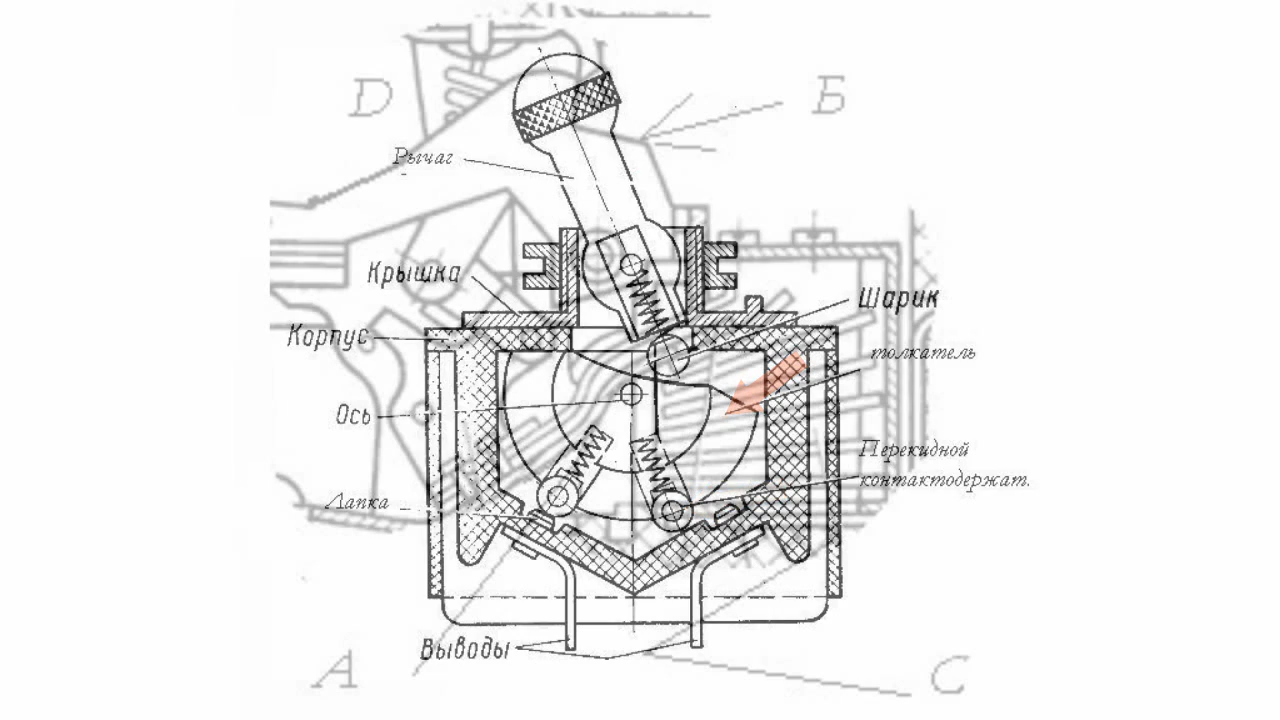 D
Б
Рычаг
Крышка
Шарик
Корпус
толкатель
Ось
Перекидной
контактодержат.
Лапка
Выводы
А
С